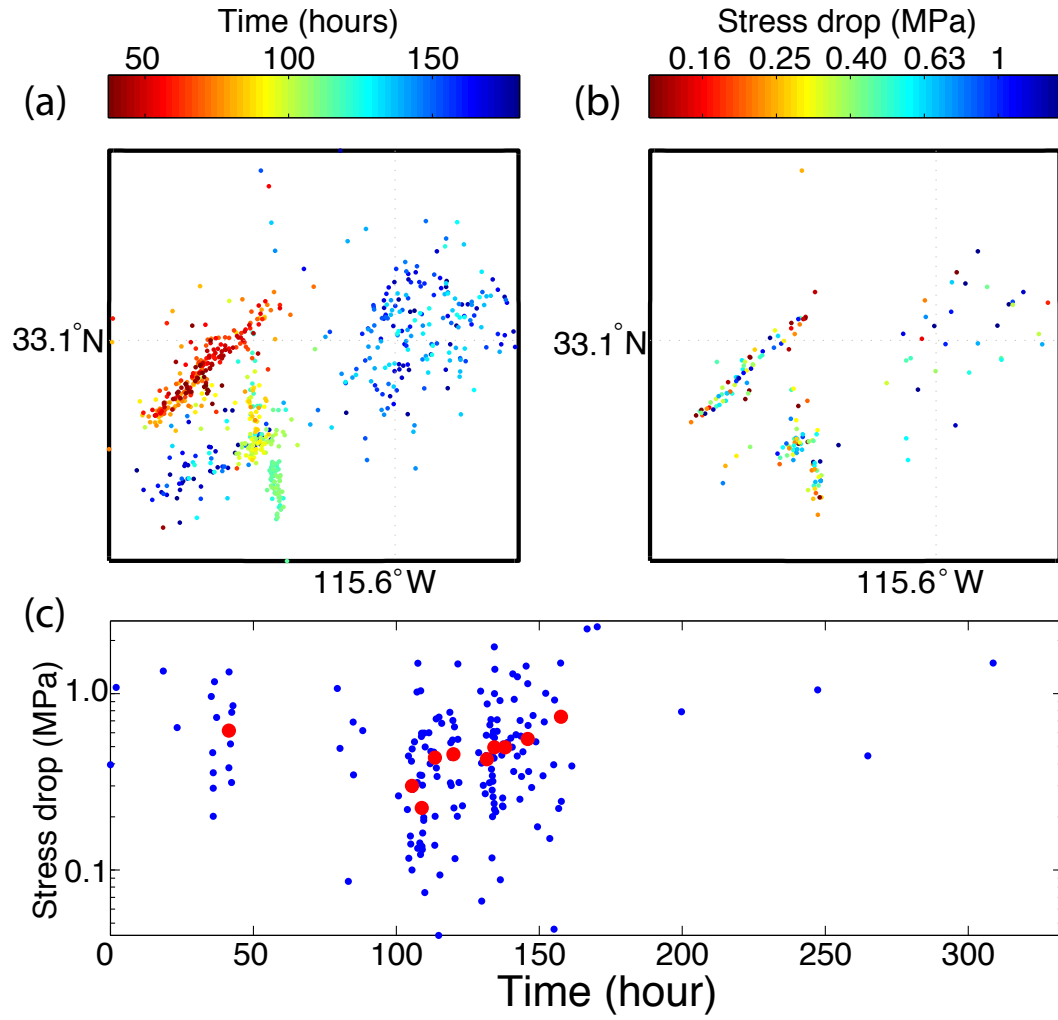 Time (hours)
50 100 150
Stress drop (MPa)
0.16 0.25 0.40 0.63 1
(a)
(b)
33.1°N
115.6°W
33.1°N
115.6°W
(c)
Stress drop (MPa)
1.0
0.1
0 50 100 150 200 250 300
Time (hour)